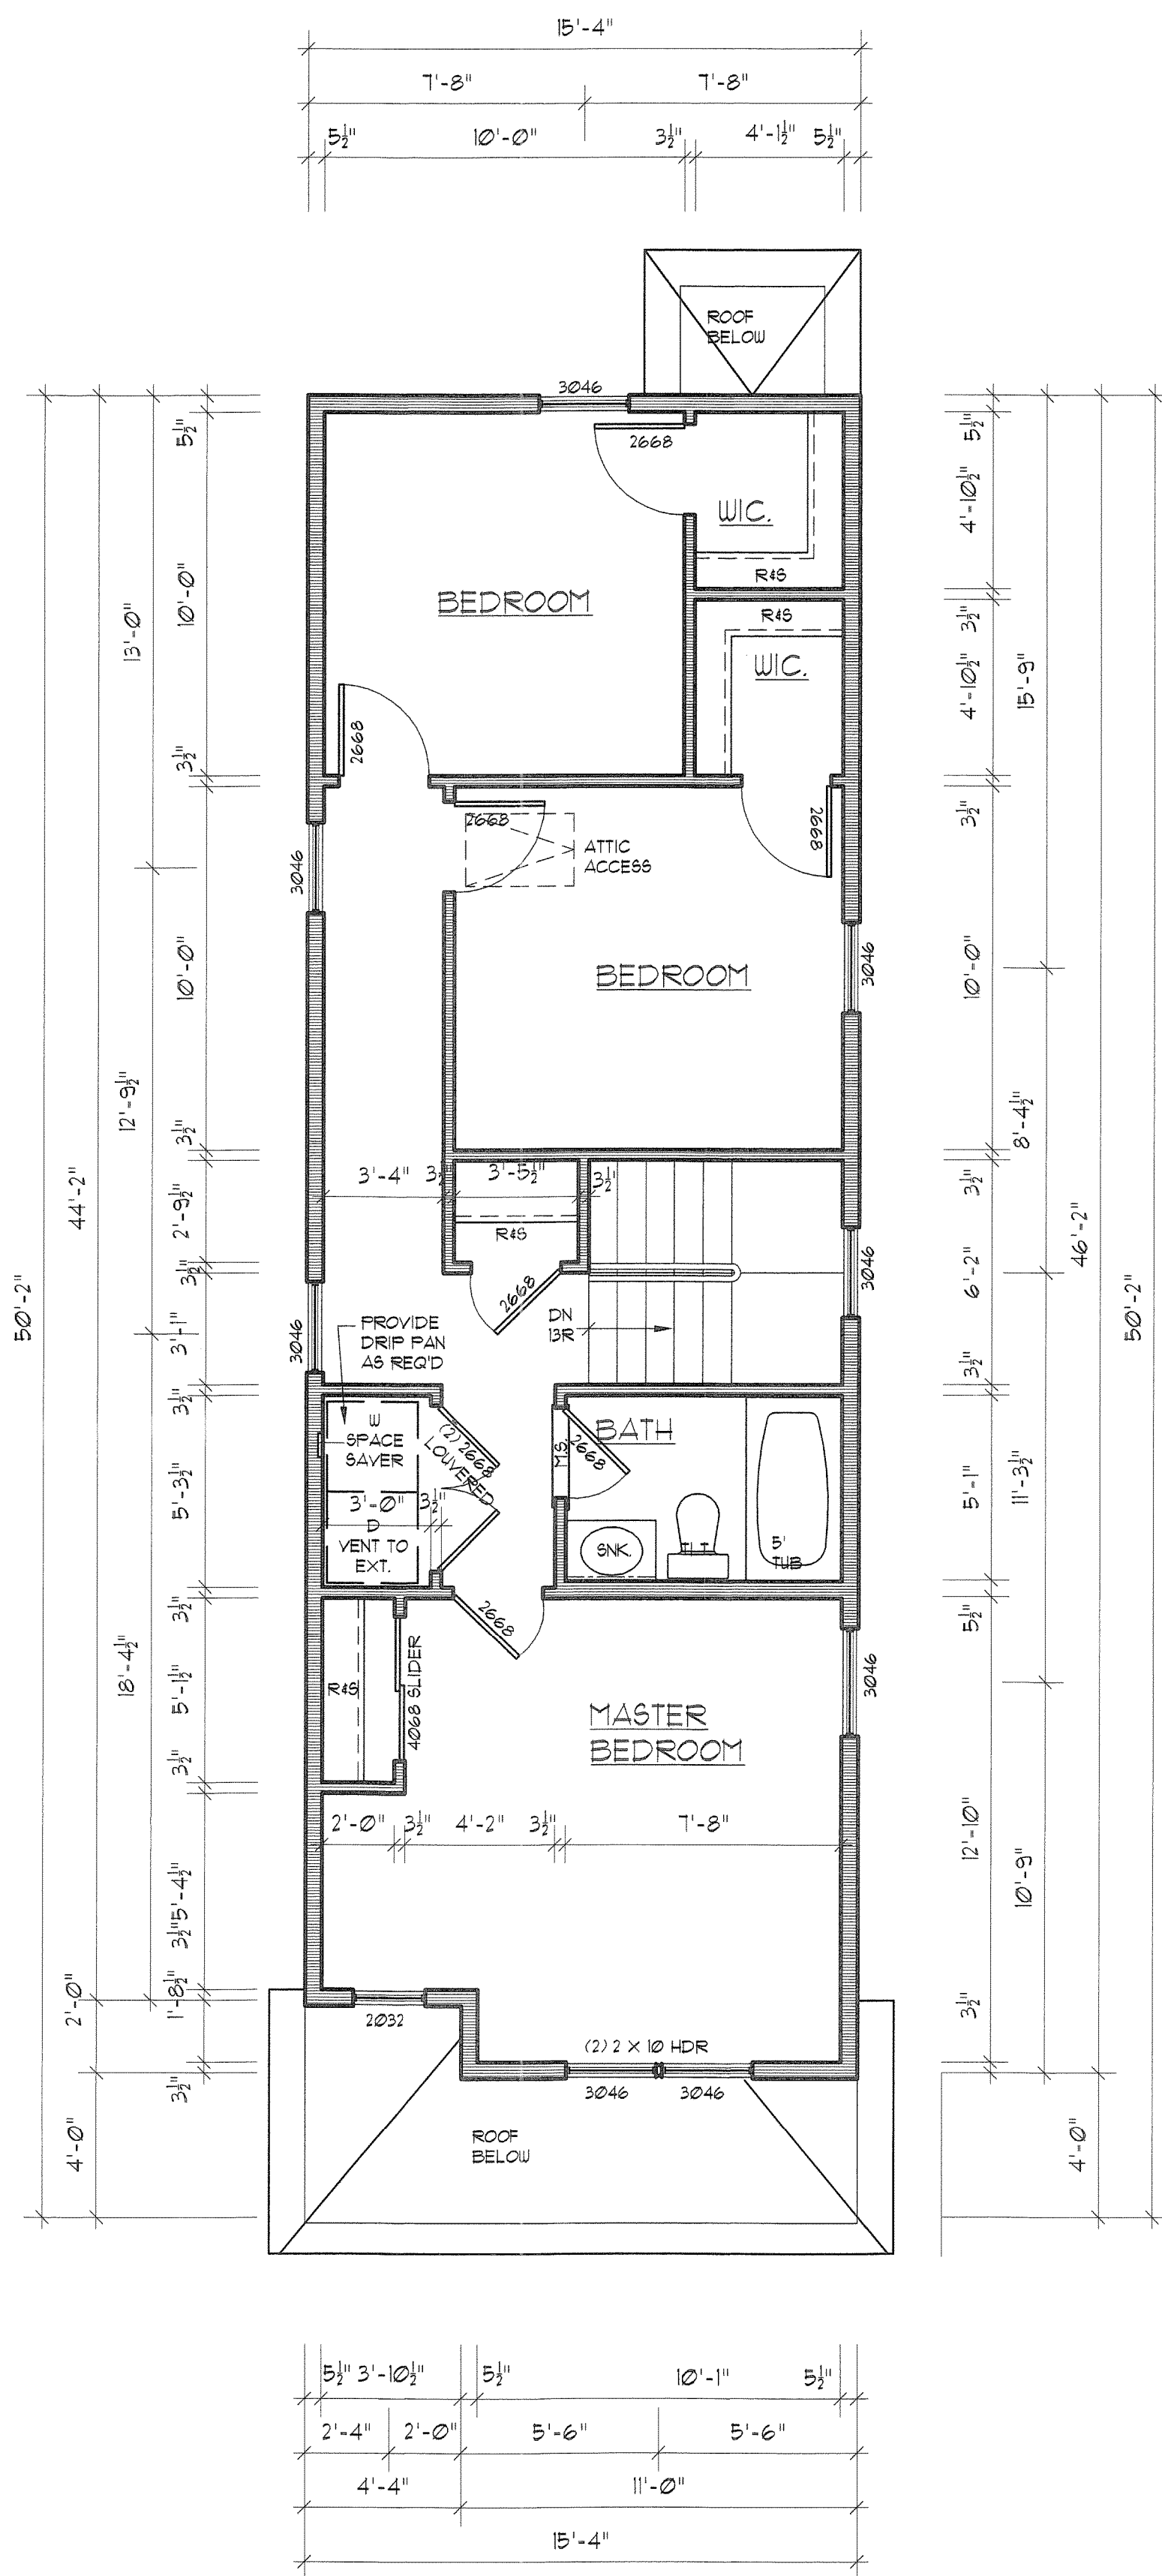 15'-4"
7'-8" 7'-8"
5½" 10'-0" 3½" 4'-1½" 5½"
ROOF
BELOW
3046
2668
WIC.
R&S
BEDROOM
R&S
WIC.
2668
2668
2668
ATTIC
ACCESS
3046
BEDROOM
3046
3'-4" 3½" 3'-5½" 3½"
R&S
2668
3046
DN
13R
3046
PROVIDE
DRIP PAN
AS REQ'D
W
SPACE
SAVER
(2) 2668
LOUVERED
3'-0" 3½"
D
VENT TO
EXT.
M.S.
BATH
2668
SNK.
TLT
5'
TUB
2668
R&S
4068 SLIDER
3046
MASTER
BEDROOM
2'-0" 3½" 4'-2" 3½" 7'-8"
2032
(2) 2 X 10 HDR
3046 3046
ROOF
BELOW
50'-2"
44'-2"
2'-0"
4'-0"
13'-0"
12'-9½"
18'-4½"
5½"
10'-0"
3½"
10'-0"
3½"
2'-9½"
3½"
3'-1"
3½"
5'-3½"
3½"
5'-1½"
3½"
5'-4½"
3½"
1'-8½"
3½"
5½"
4'-10½"
3½"
4'-10½"
3½"
10'-0"
3½"
6'-2"
3½"
5'-1"
5½"
12'-10"
3½"
15'-9"
8'-4½"
11'-3½"
10'-9"
46'-2"
4'-0"
50'-2"
5½" 3'-10½" 5½" 10'-1" 5½"
2'-4" 2'-0" 5'-6" 5'-6"
4'-4" 11'-0"
15'-4"